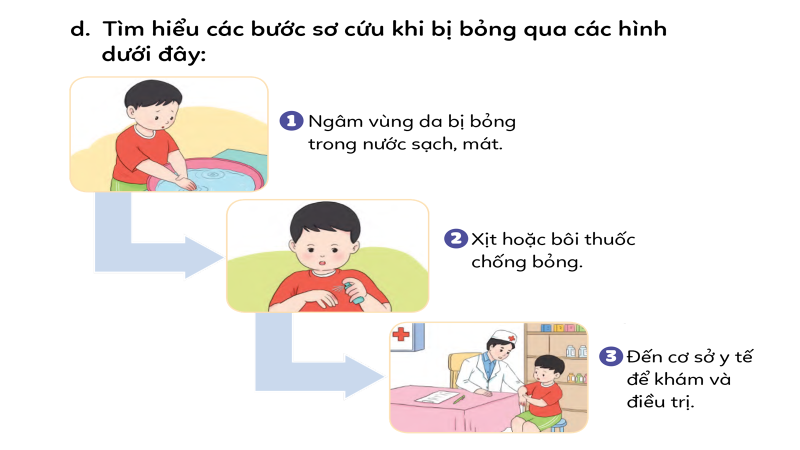 d. Tìm hiểu các bước sơ cứu khi bị bỏng qua các hình
dưới đây:
1 Ngâm vùng da bị bỏng
trong nước sạch, mát.
2 Xịt hoặc bôi thuốc
chống bỏng.
3 Đến cơ sở y tế
để khám và
điều trị.